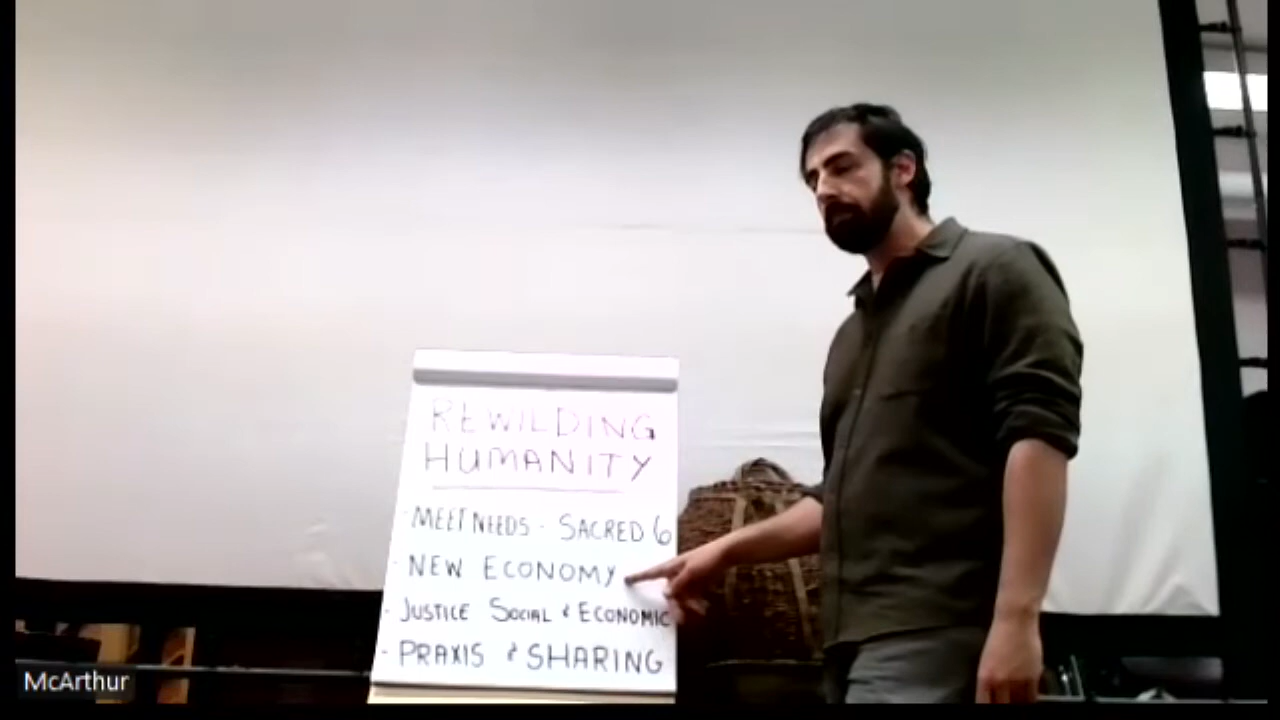 REWILDING
HUMANITY
- MEET NEEDS - SACRED 6
- NEW ECONOMY
- JUSTICE SOCIAL & ECONOMIC
- PRAXIS & SHARING
McArthur